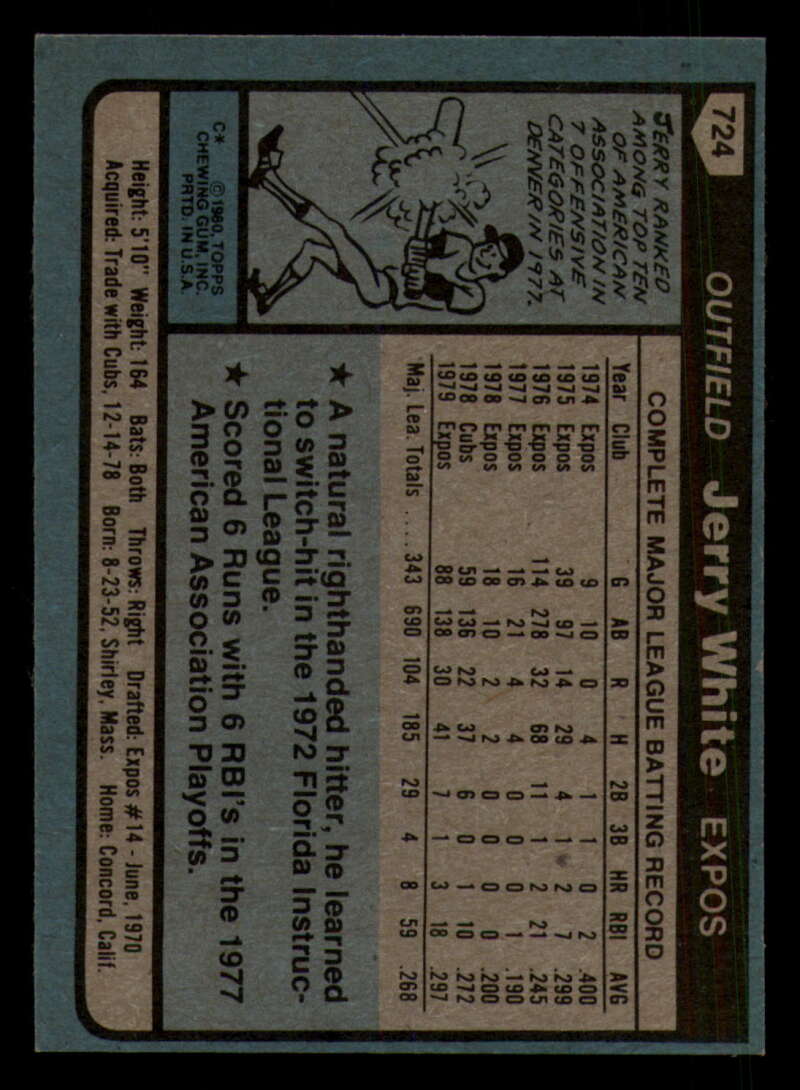 724
OUTFIELD Jerry White EXPOS
JERRY RANKED
AMONG TOP TEN
OF AMERICAN
ASSOCIATION IN
7 OFFENSIVE
CATEGORIES AT
DENVER IN 1977.
C* ©1980, TOPPS
CHEWING GUM, INC.
PRTD. IN U.S.A.
COMPLETE MAJOR LEAGUE BATTING RECORD
Year Club G AB R H 2B 3B HR RBI AVG
1974 Expos 9 10 0 4 1 1 0 2 .400
1975 Expos 39 97 14 29 4 1 2 7 .299
1976 Expos 114 278 32 68 11 1 2 21 .245
1977 Expos 16 21 4 4 0 0 0 1 .190
1978 Expos 18 10 2 2 0 0 0 0 .200
1978 Cubs 59 136 22 37 6 0 1 10 .272
1979 Expos 88 138 30 41 7 1 3 18 .297
Maj. Lea. Totals .... 343 690 104 185 29 4 8 59 .268
★ A natural righthanded hitter, he learned
to switch-hit in the 1972 Florida Instruc-
tional League.
★ Scored 6 Runs with 6 RBI's in the 1977
American Association Playoffs.
Height: 5'10" Weight: 164 Bats: Both Throws: Right Drafted: Expos #14 - June, 1970
Acquired: Trade with Cubs, 12-14-78 Born: 8-23-52, Shirley, Mass. Home: Concord, Calif.